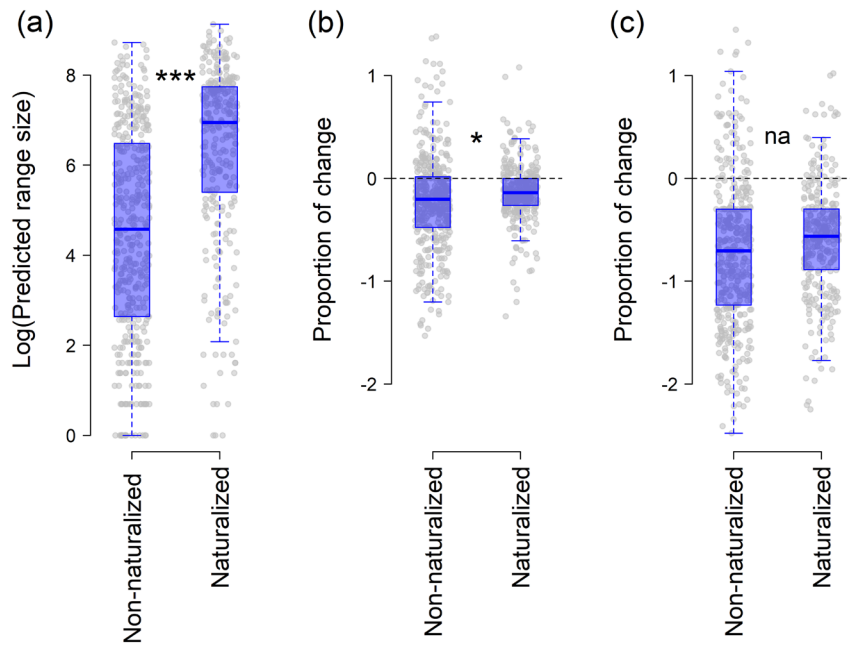 (a)
Log(Predicted range size)
8
6
4
2
0
***
Non-naturalized
Naturalized
(b)
Proportion of change
1
0
-1
-2
*
Non-naturalized
Naturalized
(c)
Proportion of change
1
0
-1
-2
na
Non-naturalized
Naturalized